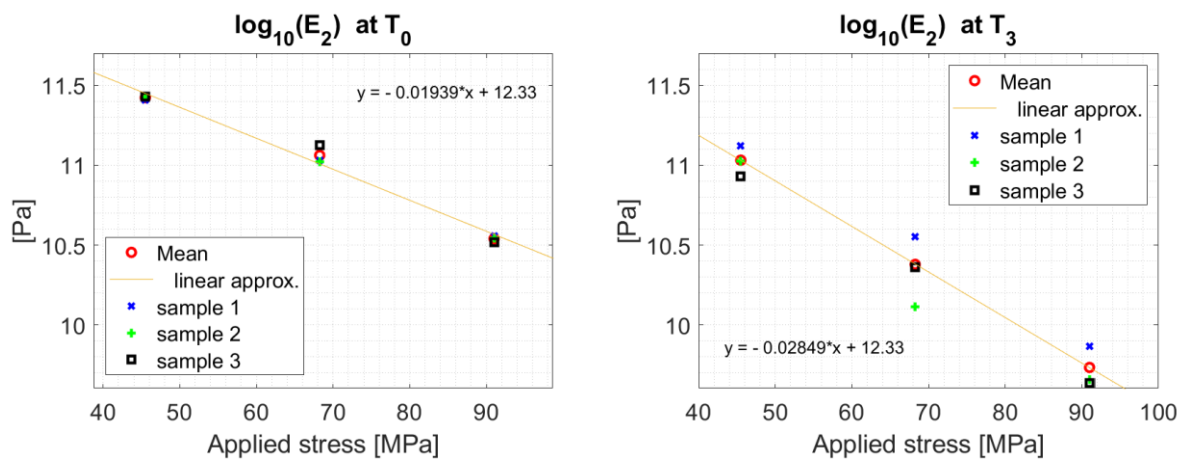 log10(E2) at T0
y = - 0.01939*x + 12.33
11.5
11
10.5
10
[Pa]
Mean
linear approx.
sample 1
sample 2
sample 3
40 50 60 70 80 90
Applied stress [MPa]
log10(E2) at T3
Mean
linear approx.
sample 1
sample 2
sample 3
11.5
11
10.5
10
[Pa]
y = - 0.02849*x + 12.33
40 50 60 70 80 90 100
Applied stress [MPa]